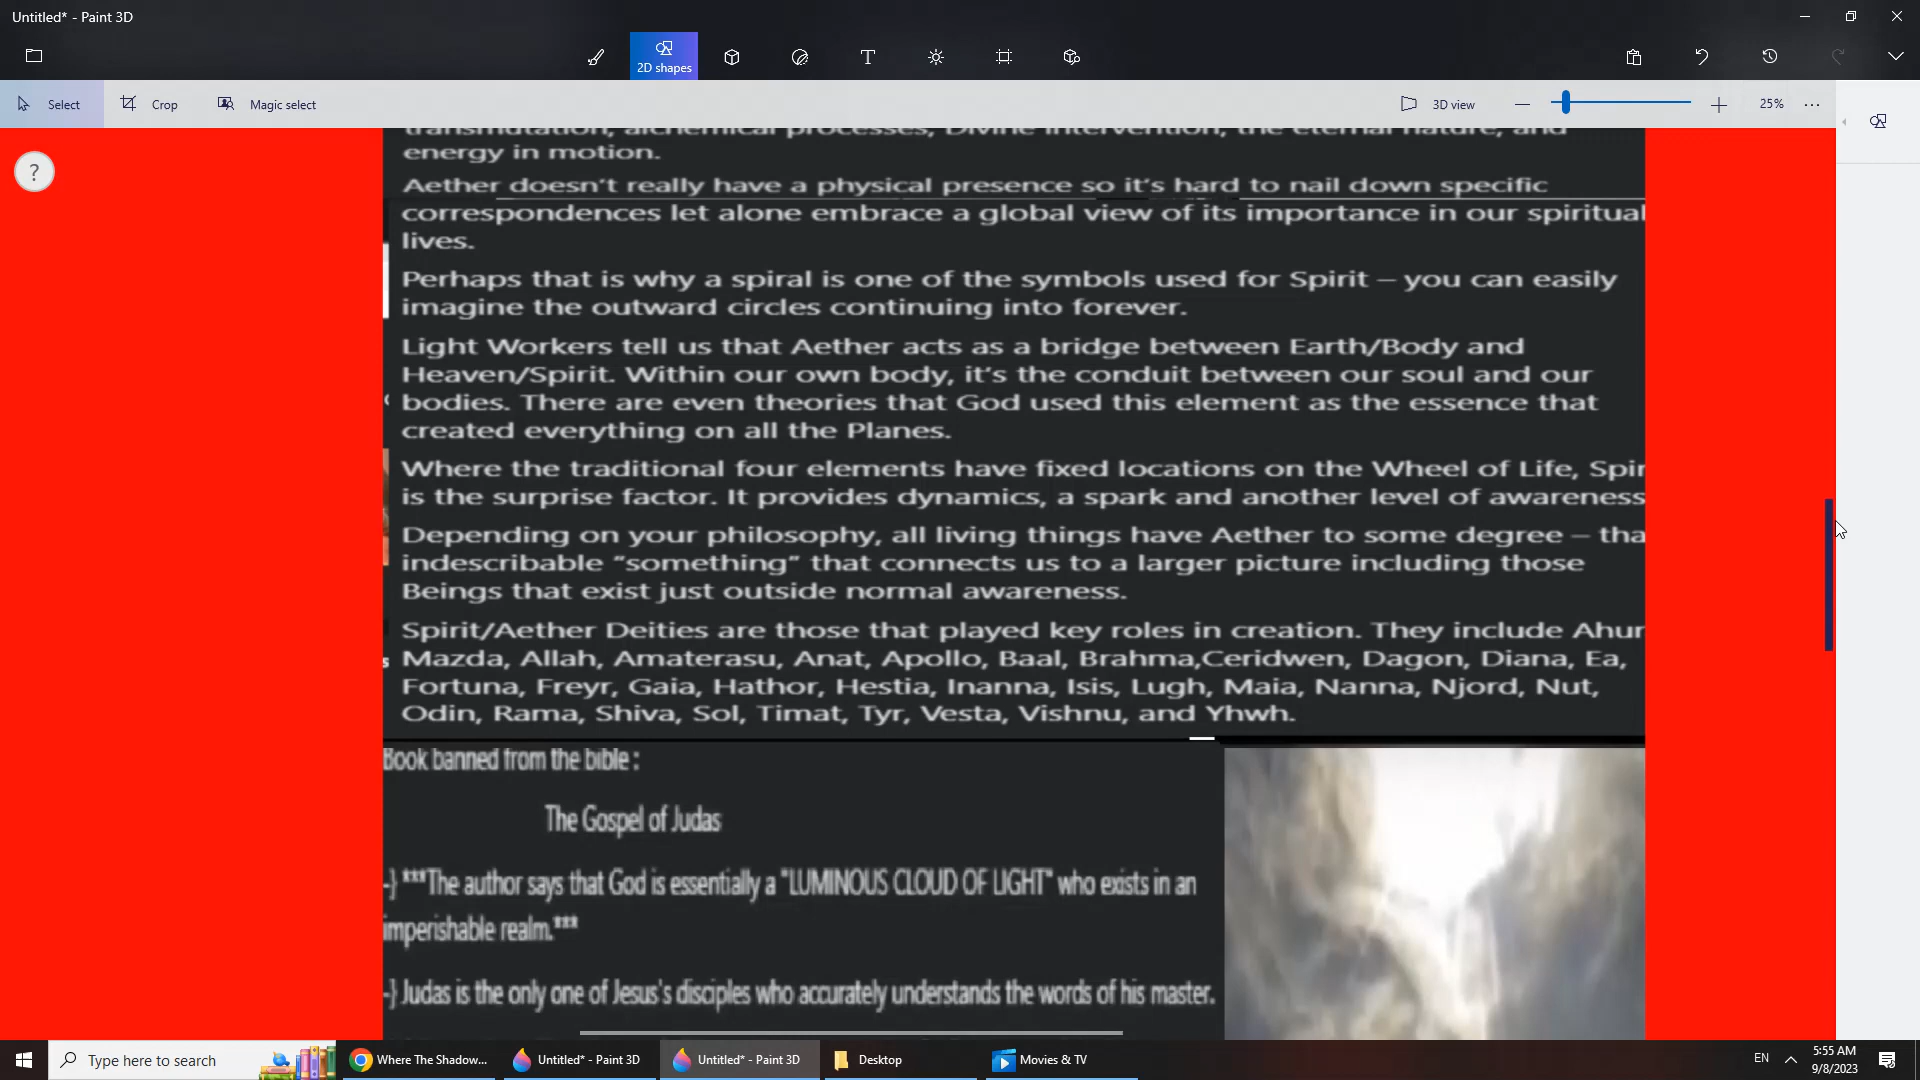 Untitled* - Paint 3D
2D shapes
Select
Crop
Magic select
3D view
25%
?
transmutation, alchemical processes, Divine intervention, the eternal nature, and
energy in motion.
Aether doesn't really have a physical presence so it's hard to nail down specific
correspondences let alone embrace a global view of its importance in our spiritual
lives.
Perhaps that is why a spiral is one of the symbols used for Spirit – you can easily
imagine the outward circles continuing into forever.
Light Workers tell us that Aether acts as a bridge between Earth/Body and
Heaven/Spirit. Within our own body, it's the conduit between our soul and our
bodies. There are even theories that God used this element as the essence that
created everything on all the Planes.
Where the traditional four elements have fixed locations on the Wheel of Life, Spir
is the surprise factor. It provides dynamics, a spark and another level of awareness
Depending on your philosophy, all living things have Aether to some degree – tha
indescribable "something" that connects us to a larger picture including those
Beings that exist just outside normal awareness.
Spirit/Aether Deities are those that played key roles in creation. They include Ahur
Mazda, Allah, Amaterasu, Anat, Apollo, Baal, Brahma,Ceridwen, Dagon, Diana, Ea,
Fortuna, Freyr, Gaia, Hathor, Hestia, Inanna, Isis, Lugh, Maia, Nanna, Njord, Nut,
Odin, Rama, Shiva, Sol, Timat, Tyr, Vesta, Vishnu, and Yhwh.
Book banned from the bible :
The Gospel of Judas
-} ***The author says that God is essentially a "LUMINOUS CLOUD OF LIGHT" who exists in an
imperishable realm.***
-} Judas is the only one of Jesus's disciples who accurately understands the words of his master.
Type here to search
Where The Shadow...
Untitled* - Paint 3D
Untitled* - Paint 3D
Desktop
Movies & TV
EN
5:55 AM
9/8/2023